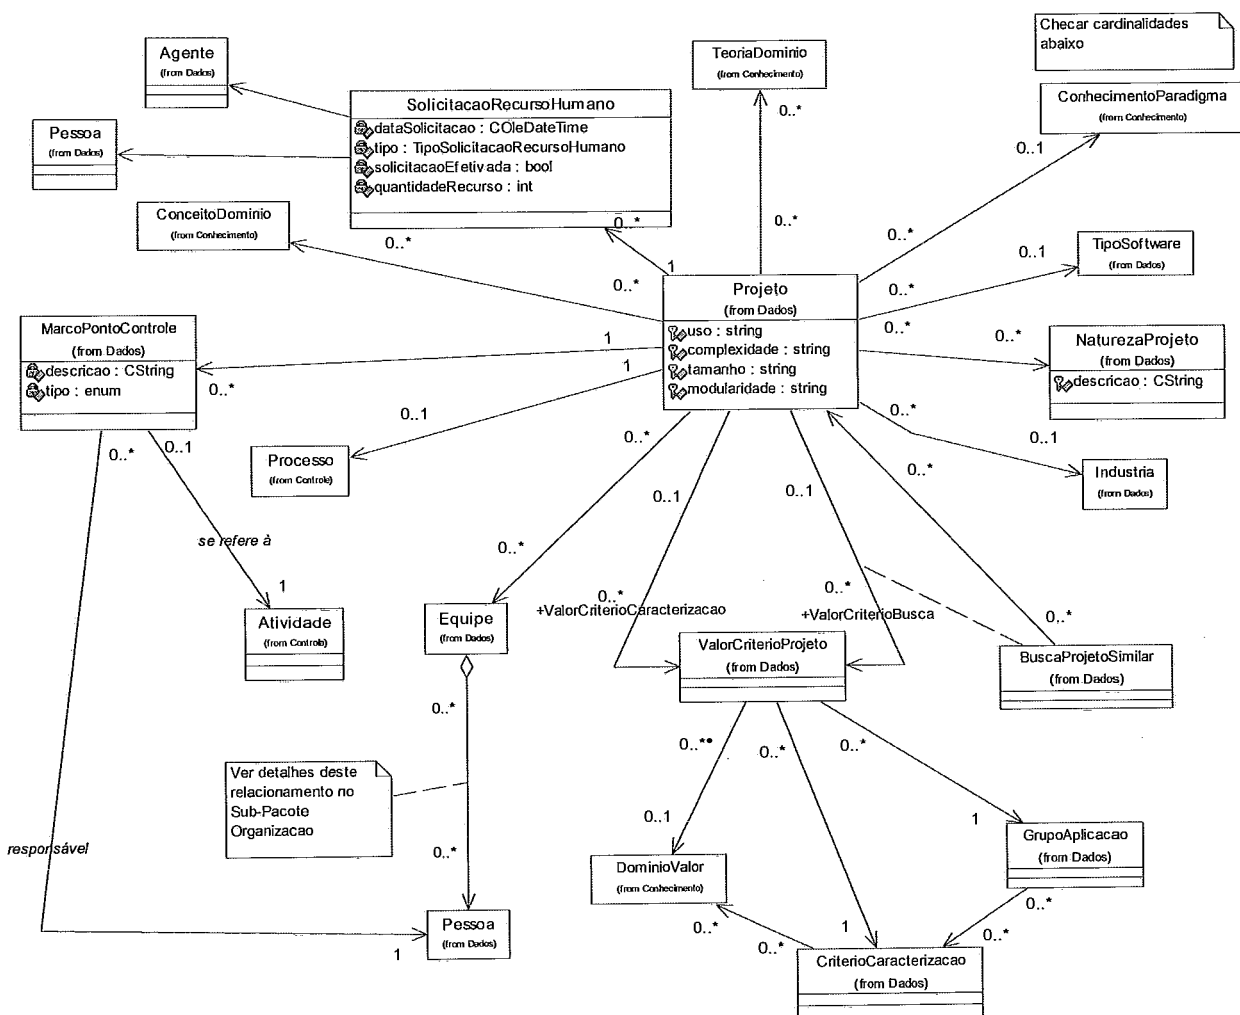 Checar cardinalidades
abaixo
Agente
(from Dados)
TeoriaDominio
(from Conhecimento)
0..*
0..*
ConhecimentoParadigma
(from Conhecimento)
0..1
0..*
SolicitacaoRecursoHumano
dataSolicitacao : COleDateTime
tipo : TipoSolicitacaoRecursoHumano
solicitacaoEfetivada : bool
quantidadeRecurso : int
Pessoa
(from Dados)
ConceitoDominio
(from Conhecimento)
0..*
0..*
0..*
1
TipoSoftware
(from Dados)
0..1
0..*
Projeto
(from Dados)
uso : string
complexidade : string
tamanho : string
modularidade : string
MarcoPontoControle
(from Dados)
descricao : CString
tipo : enum
1
0..*
1
0..1
0..*
0..*
NaturezaProjeto
(from Dados)
descricao : CString
0..*
0..1
Industria
(from Dados)
Processo
(from Controle)
0..*
0..1
se refere à
1
Atividade
(from Controle)
0..*
0..*
Equipe
(from Dados)
0..1
0..*
+ValorCriterioCaracterizacao
0..1
0..*
+ValorCriterioBusca
0..*
0..*
ValorCriterioProjeto
(from Dados)
BuscaProjetoSimilar
(from Dados)
0..*
0..*
Ver detalhes deste
relacionamento no
Sub-Pacote
Organizacao
responsável
1
Pessoa
(from Dados)
0..*
0..1
0..*
1
0..*
1
DominioValor
(from Conhecimento)
GrupoAplicacao
(from Dados)
0..*
0..*
0..*
0..*
CriterioCaracterizacao
(from Dados)